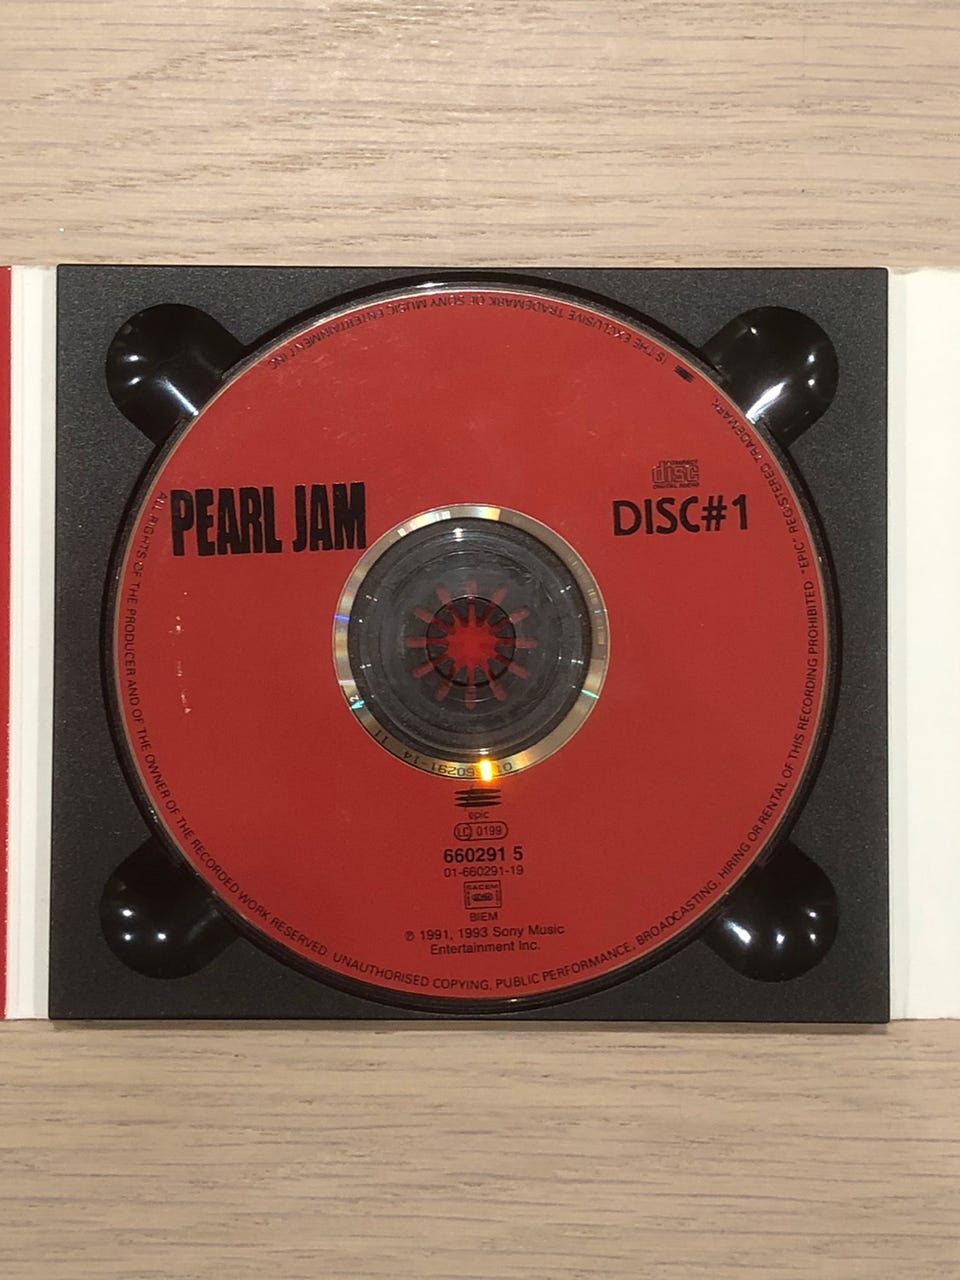 PEARL JAM
COMPACT
disc
DIGITAL AUDIO
DISC#1
epic
LC 0199
660291 5
01-660291-19
SACEM
BIEM
℗ 1991, 1993 Sony Music
Entertainment Inc.
ALL RIGHTS OF THE PRODUCER AND OF THE OWNER OF THE RECORDED WORK RESERVED. UNAUTHORISED COPYING, PUBLIC PERFORMANCE, BROADCASTING, HIRING OR RENTAL OF THIS RECORDING PROHIBITED "EPIC" REGISTERED TRADEMARK.
IS THE EXCLUSIVE TRADEMARK OF SONY MUSIC ENTERTAINMENT INC
A2
11